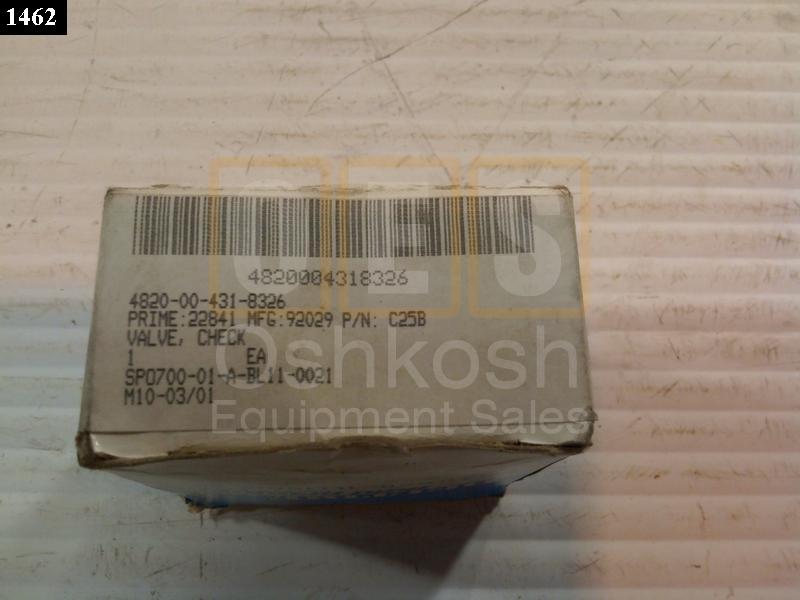 1462
4820004318326
4820-00-431-8326
PRIME:22841 MFG:92029 P/N: C25B
VALVE, CHECK
1 EA
SPO700-01-A-BL11-0021
M10-03/01
OES
Oshkosh
Equipment Sales